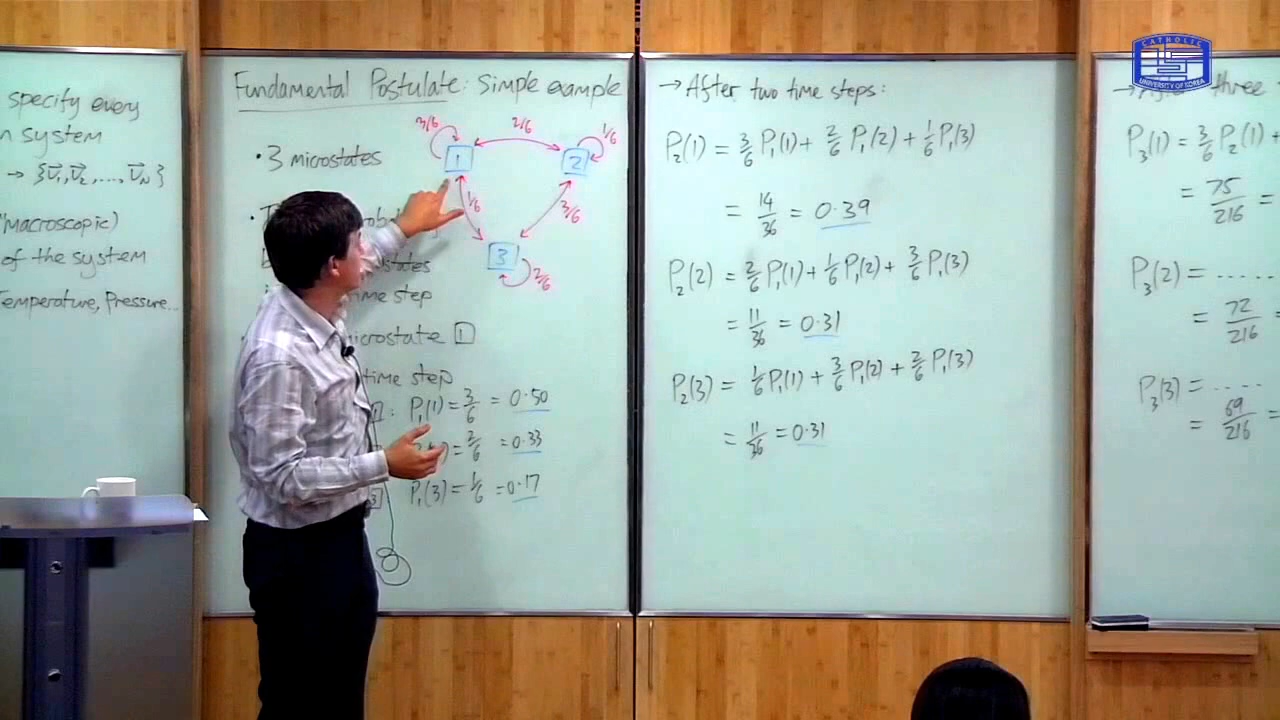 specify every
n system
→ {v⃗₁, v⃗₂, ...., v⃗N}
"Macroscopic)
of the system
Temperature, Pressure...
Fundamental Postulate: Simple example
• 3 microstates
3/6
2/6
1/6
1
2
1/6
3/6
3
2/6
time step
microstate 1
time step
P₁(1) = 3/6 = 0.50
2/6 = 0.33
P₁(3) = 1/6 = 0.17
→ After two time steps:
P₂(1) = 3/6 P₁(1) + 2/6 P₁(2) + 1/6 P₁(3)
= 14/36 = 0.39
P₂(2) = 2/6 P₁(1) + 1/6 P₁(2) + 3/6 P₁(3)
= 11/36 = 0.31
P₂(3) = 1/6 P₁(1) + 3/6 P₁(2) + 2/6 P₁(3)
= 11/36 = 0.31
CATHOLIC
UNIVERSITY OF KOREA
three
P₃(1) = 3/6 P₂(1) +
= 75/216 =
P₃(2) = ......
= 72/216 =
P₃(3) = .....
= 69/216 =